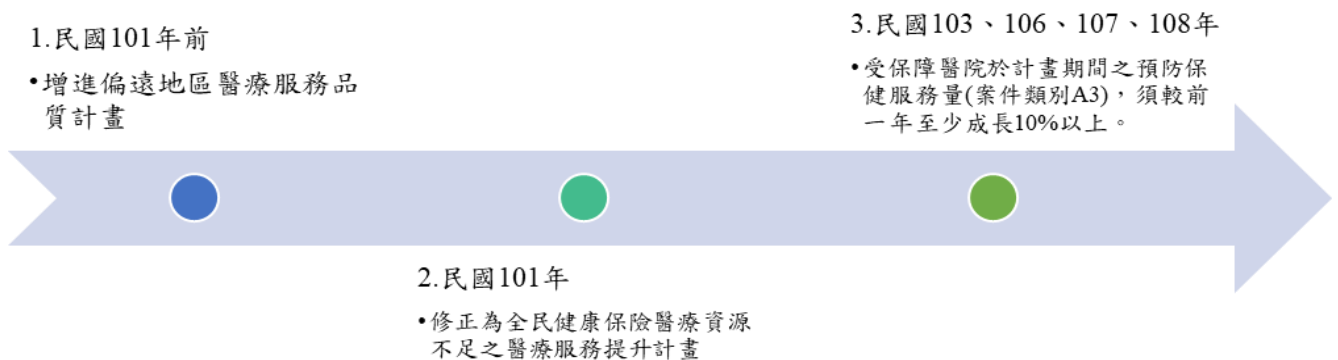 1.民國101年前
•增進偏遠地區醫療服務品
質計畫
2.民國101年
•修正為全民健康保險醫療資源
不足之醫療服務提升計畫
3.民國103、106、107、108年
•受保障醫院於計畫期間之預防保
健服務量(案件類別A3)，須較前
一年至少成長10%以上。